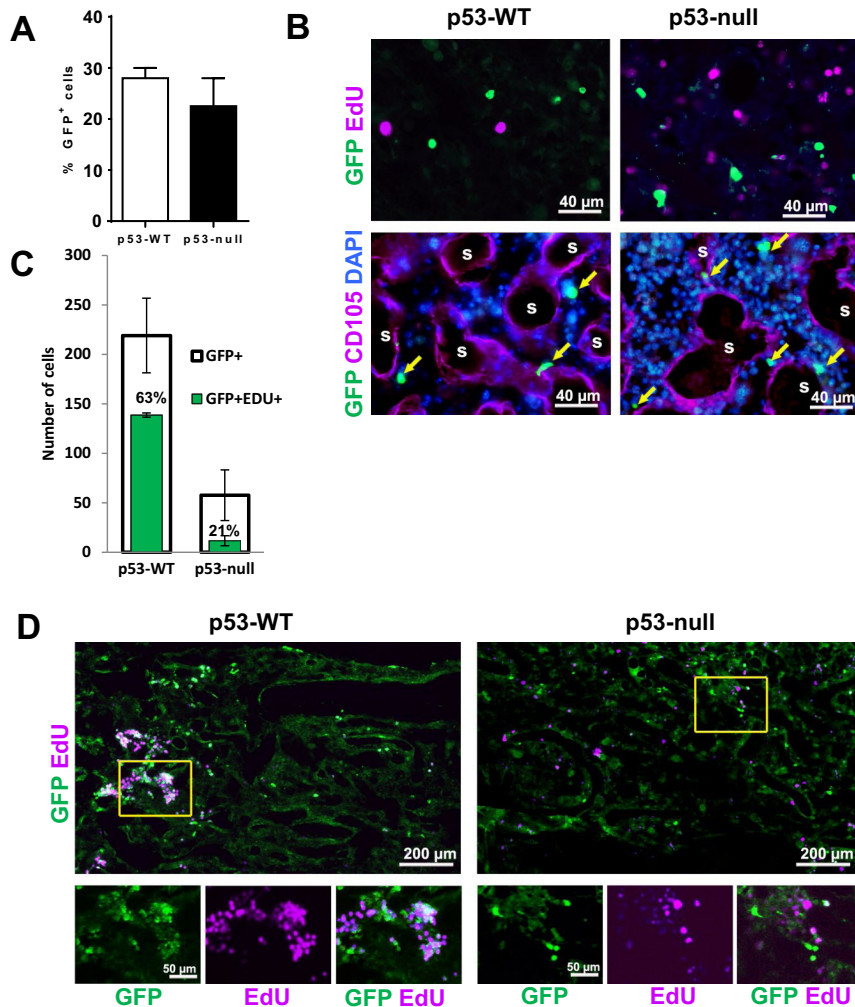 A
40
30
20
10
0
% GFP+ cells
p53-WT
p53-null
B
p53-WT
p53-null
GFP EdU
40 µm
40 µm
GFP CD105 DAPI
S
S
S
S
S
S
40 µm
S
S
S
S
40 µm
C
300
250
200
150
100
50
0
Number of cells
GFP+
GFP+EDU+
63%
21%
p53-WT
p53-null
D
p53-WT
p53-null
GFP EdU
200 µm
200 µm
50 µm
50 µm
GFP
EdU
GFP EdU
GFP
EdU
GFP EdU